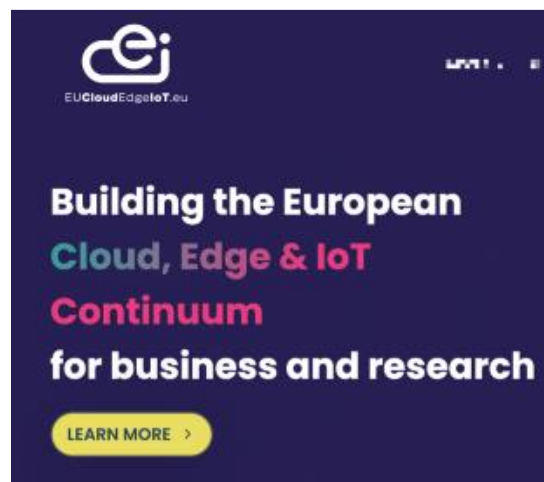 EUCloudEdgeIoT.eu
Building the European
Cloud, Edge & IoT
Continuum
for business and research
LEARN MORE >